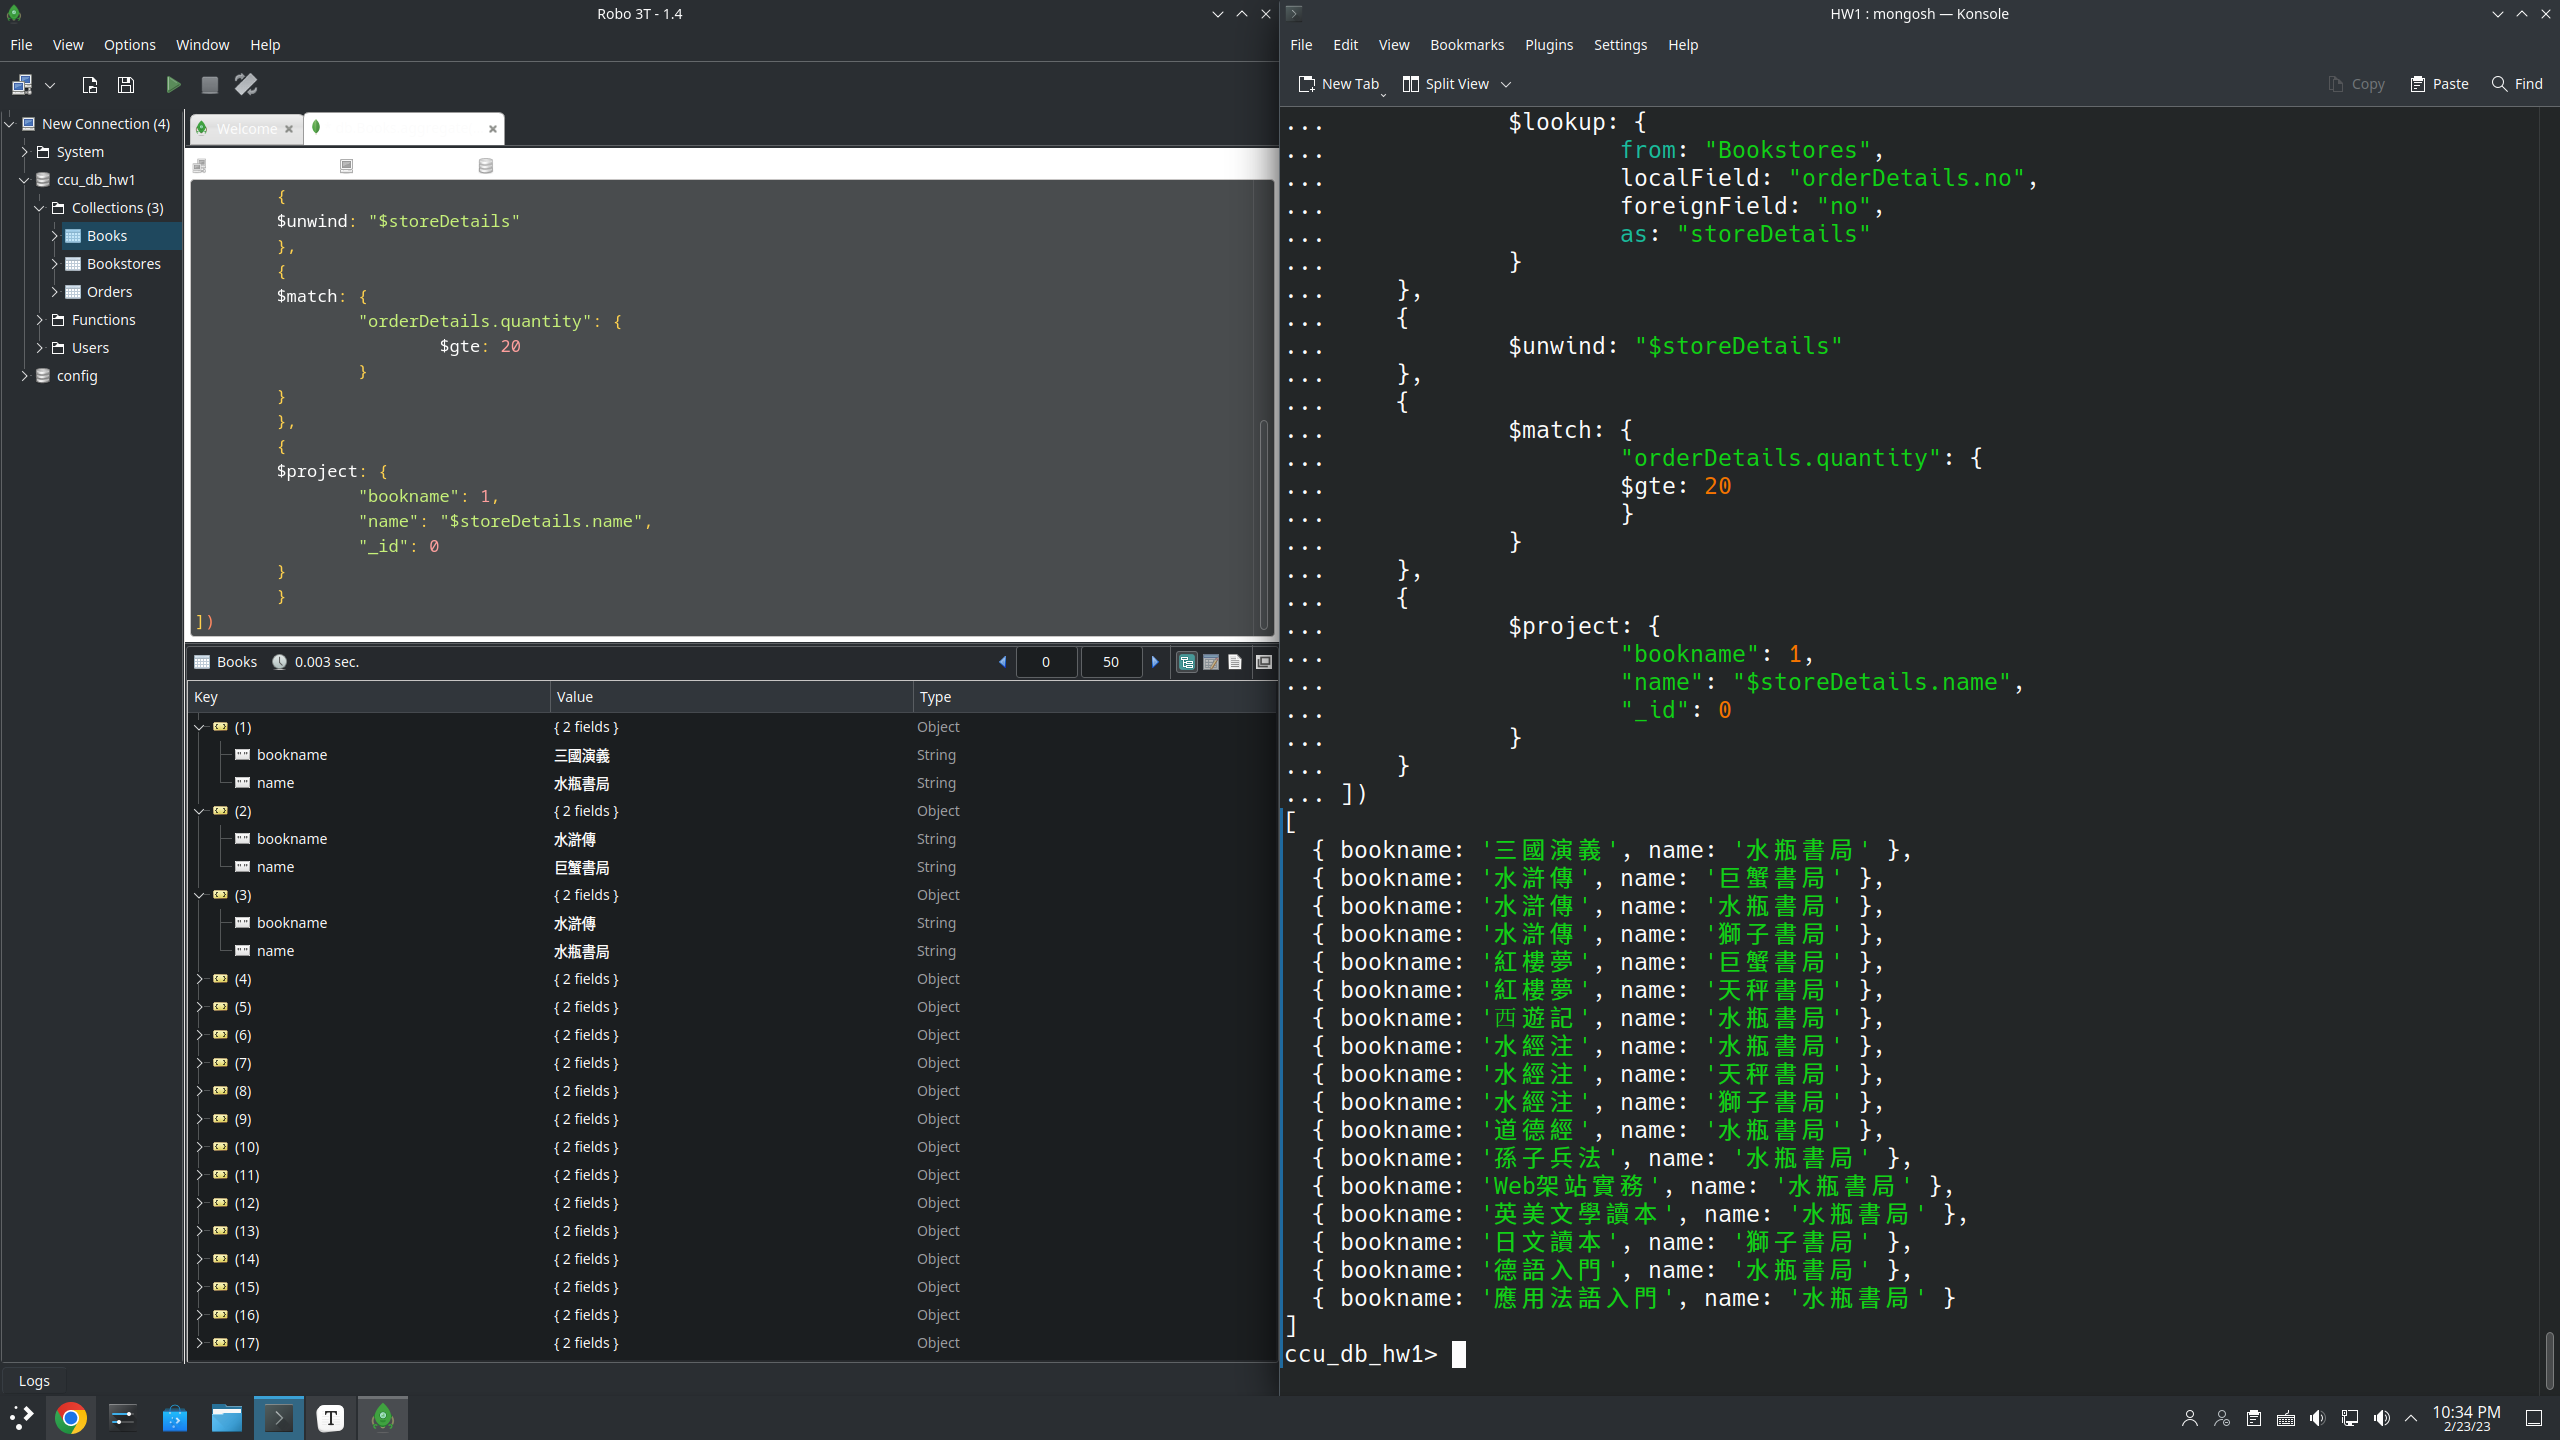 Robo 3T - 1.4
File View Options Window Help
New Connection (4)
System
ccu_db_hw1
Collections (3)
Books
Bookstores
Orders
Functions
Users
config
Welcome
{
$unwind: "$storeDetails"
},
{
$match: {
"orderDetails.quantity": {
$gte: 20
}
}
},
{
$project: {
"bookname": 1,
"name": "$storeDetails.name",
"_id": 0
}
}
])
Books 0.003 sec. 0 50
Key Value Type
(1) { 2 fields } Object
bookname 三國演義 String
name 水瓶書局 String
(2) { 2 fields } Object
bookname 水滸傳 String
name 巨蟹書局 String
(3) { 2 fields } Object
bookname 水滸傳 String
name 水瓶書局 String
(4) { 2 fields } Object
(5) { 2 fields } Object
(6) { 2 fields } Object
(7) { 2 fields } Object
(8) { 2 fields } Object
(9) { 2 fields } Object
(10) { 2 fields } Object
(11) { 2 fields } Object
(12) { 2 fields } Object
(13) { 2 fields } Object
(14) { 2 fields } Object
(15) { 2 fields } Object
(16) { 2 fields } Object
(17) { 2 fields } Object
Logs
HW1 : mongosh — Konsole
File Edit View Bookmarks Plugins Settings Help
New Tab Split View Copy Paste Find
... $lookup: {
... from: "Bookstores",
... localField: "orderDetails.no",
... foreignField: "no",
... as: "storeDetails"
... }
... },
... {
... $unwind: "$storeDetails"
... },
... {
... $match: {
... "orderDetails.quantity": {
... $gte: 20
... }
... }
... },
... {
... $project: {
... "bookname": 1,
... "name": "$storeDetails.name",
... "_id": 0
... }
... }
... ])
[
{ bookname: '三國演義', name: '水瓶書局' },
{ bookname: '水滸傳', name: '巨蟹書局' },
{ bookname: '水滸傳', name: '水瓶書局' },
{ bookname: '水滸傳', name: '獅子書局' },
{ bookname: '紅樓夢', name: '巨蟹書局' },
{ bookname: '紅樓夢', name: '天秤書局' },
{ bookname: '西遊記', name: '水瓶書局' },
{ bookname: '水經注', name: '水瓶書局' },
{ bookname: '水經注', name: '天秤書局' },
{ bookname: '水經注', name: '獅子書局' },
{ bookname: '道德經', name: '水瓶書局' },
{ bookname: '孫子兵法', name: '水瓶書局' },
{ bookname: 'Web架站實務', name: '水瓶書局' },
{ bookname: '英美文學讀本', name: '水瓶書局' },
{ bookname: '日文讀本', name: '獅子書局' },
{ bookname: '德語入門', name: '水瓶書局' },
{ bookname: '應用法語入門', name: '水瓶書局' }
]
ccu_db_hw1>
10:34 PM
2/23/23